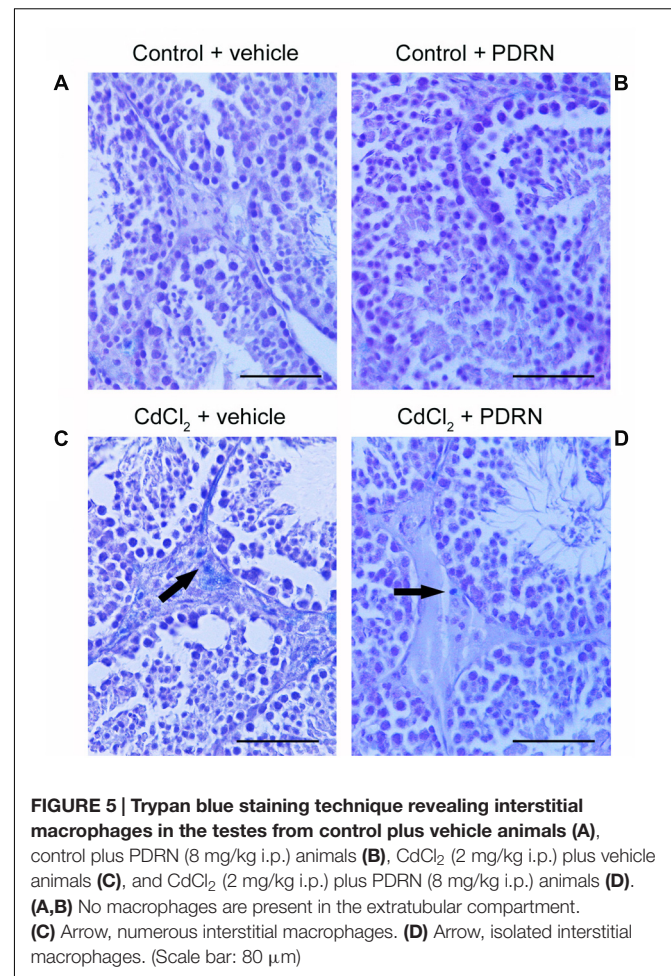 Control + vehicle
Control + PDRN
A
B
CdCl₂ + vehicle
CdCl₂ + PDRN
C
D
FIGURE 5 | Trypan blue staining technique revealing interstitial
macrophages in the testes from control plus vehicle animals (A),
control plus PDRN (8 mg/kg i.p.) animals (B), CdCl₂ (2 mg/kg i.p.) plus vehicle
animals (C), and CdCl₂ (2 mg/kg i.p.) plus PDRN (8 mg/kg i.p.) animals (D).
(A,B) No macrophages are present in the extratubular compartment.
(C) Arrow, numerous interstitial macrophages. (D) Arrow, isolated interstitial
macrophages. (Scale bar: 80 μm)